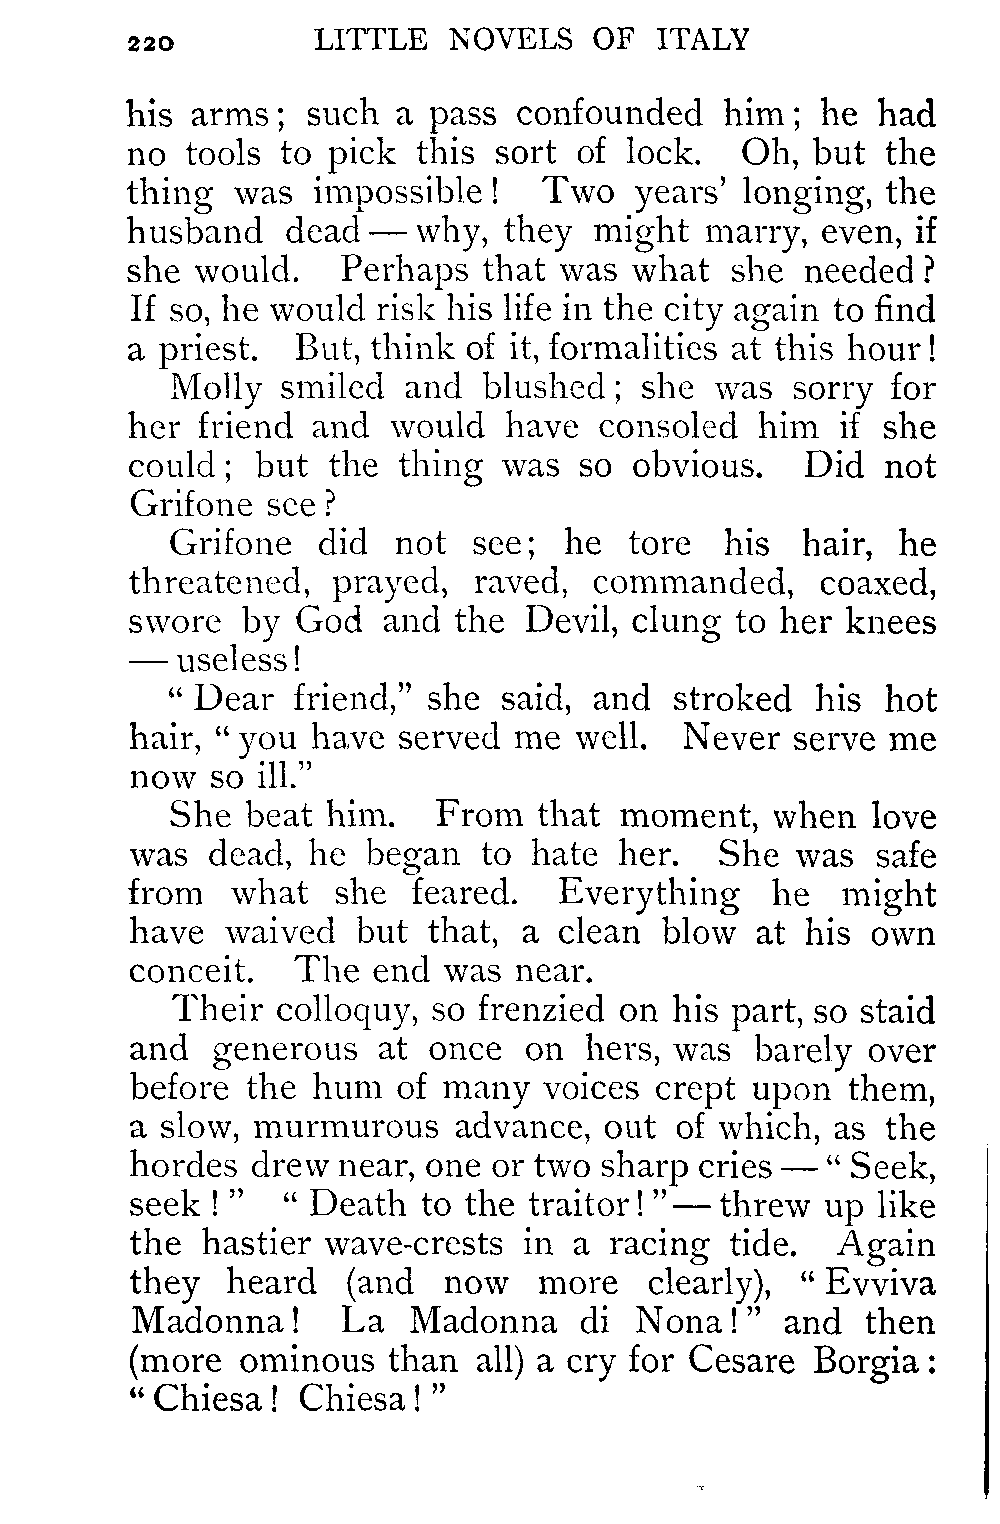 220 LITTLE NOVELS OF ITALY
his arms; such a pass confounded him; he had
no tools to pick this sort of lock. Oh, but the
thing was impossible! Two years' longing, the
husband dead — why, they might marry, even, if
she would. Perhaps that was what she needed?
If so, he would risk his life in the city again to find
a priest. But, think of it, formalities at this hour!
Molly smiled and blushed; she was sorry for
her friend and would have consoled him if she
could; but the thing was so obvious. Did not
Grifone see?
Grifone did not see; he tore his hair, he
threatened, prayed, raved, commanded, coaxed,
swore by God and the Devil, clung to her knees
— useless!
“Dear friend,” she said, and stroked his hot
hair, “you have served me well. Never serve me
now so ill.”
She beat him. From that moment, when love
was dead, he began to hate her. She was safe
from what she feared. Everything he might
have waived but that, a clean blow at his own
conceit. The end was near.
Their colloquy, so frenzied on his part, so staid
and generous at once on hers, was barely over
before the hum of many voices crept upon them,
a slow, murmurous advance, out of which, as the
hordes drew near, one or two sharp cries — “Seek,
seek!” “Death to the traitor!” — threw up like
the hastier wave-crests in a racing tide. Again
they heard (and now more clearly), “Evviva
Madonna! La Madonna di Nona!” and then
(more ominous than all) a cry for Cesare Borgia:
“Chiesa! Chiesa!”